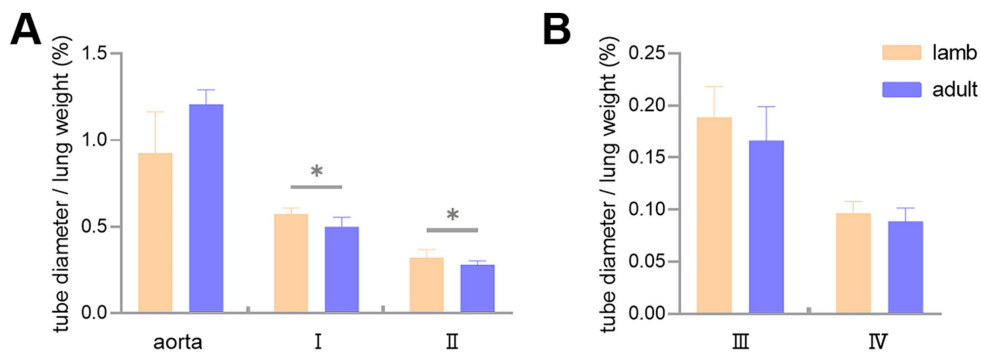 A
tube diameter / lung weight (%)
1.5
1.0
0.5
0.0
*
*
aorta
Ⅰ
Ⅱ
B
tube diameter / lung weight (%)
0.25
0.20
0.15
0.10
0.05
0.00
Ⅲ
Ⅳ
lamb
adult